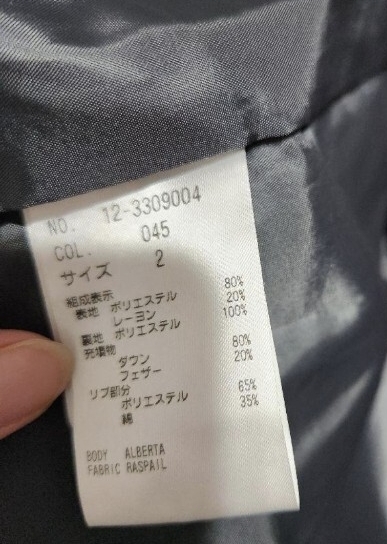 NO. 12-3309004
COL. 045
サイズ 2
組成表示
表地 ポリエステル 80%
レーヨン 20%
裏地 ポリエステル 100%
充填物
ダウン 80%
フェザー 20%
リブ部分
ポリエステル 65%
綿 35%
BODY ALBERTA
FABRIC RASPAIL